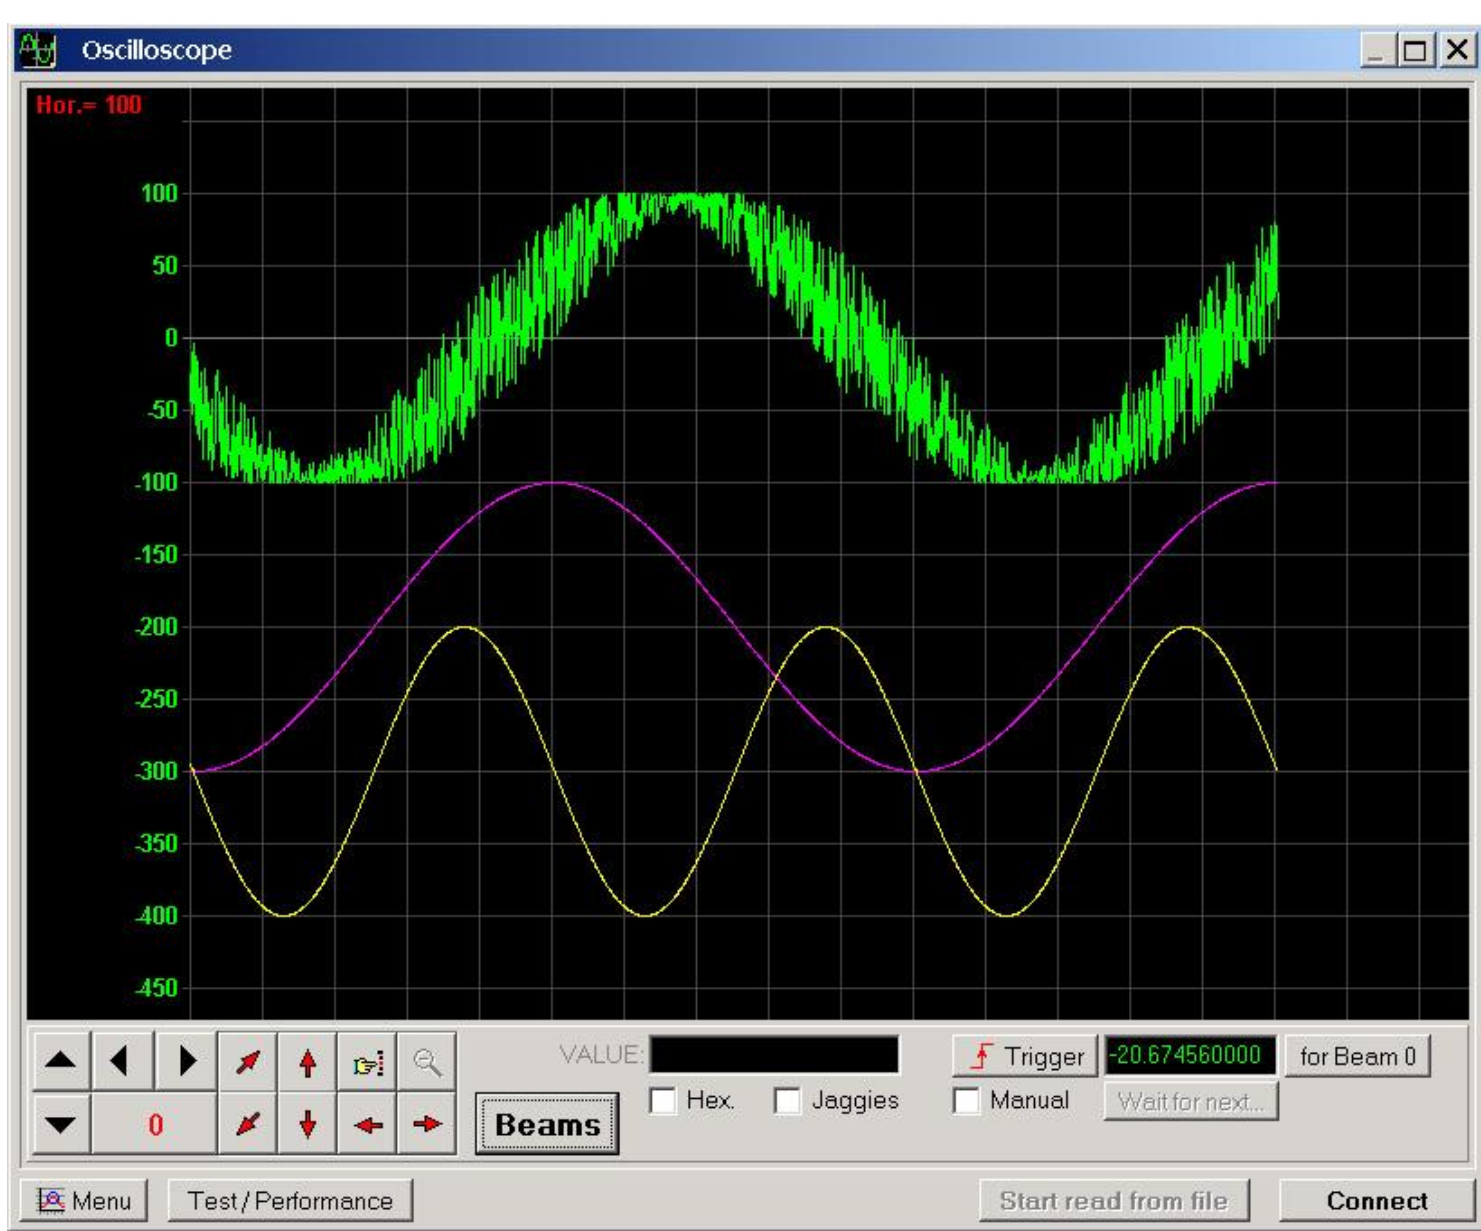 Oscilloscope
Hor.= 100
100
50
0
-50
-100
-150
-200
-250
-300
-350
-400
-450
VALUE:
Trigger
-20.674560000
for Beam 0
Hex.
Jaggies
Manual
Wait for next...
0
Beams
Menu
Test / Performance
Start read from file
Connect